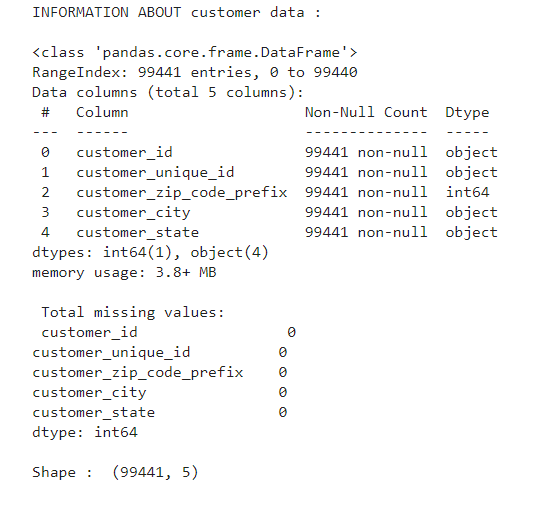 INFORMATION ABOUT customer data :
<class 'pandas.core.frame.DataFrame'>
RangeIndex: 99441 entries, 0 to 99440
Data columns (total 5 columns):
 #   Column                    Non-Null Count  Dtype
---  ------                    --------------  -----
 0   customer_id               99441 non-null  object
 1   customer_unique_id        99441 non-null  object
 2   customer_zip_code_prefix  99441 non-null  int64
 3   customer_city             99441 non-null  object
 4   customer_state            99441 non-null  object
dtypes: int64(1), object(4)
memory usage: 3.8+ MB
 Total missing values:
 customer_id                 0
customer_unique_id          0
customer_zip_code_prefix    0
customer_city               0
customer_state              0
dtype: int64
Shape :  (99441, 5)